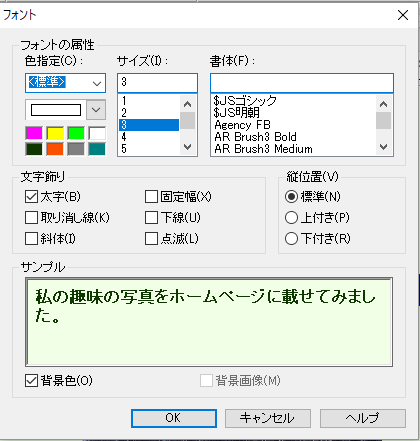 フォント
フォントの属性
色指定(C): サイズ(I): 書体(F):
<標準> 3
1
2
3
4
5
$JSゴシック
$JS明朝
Agency FB
AR Brush3 Bold
AR Brush3 Medium
文字飾り
太字(B) 固定幅(X)
取り消し線(K) 下線(U)
斜体(I) 点滅(L)
縦位置(V)
標準(N)
上付き(P)
下付き(R)
サンプル
私の趣味の写真をホームページに載せてみまし
た。
背景色(O) 背景画像(M)
OK キャンセル ヘルプ